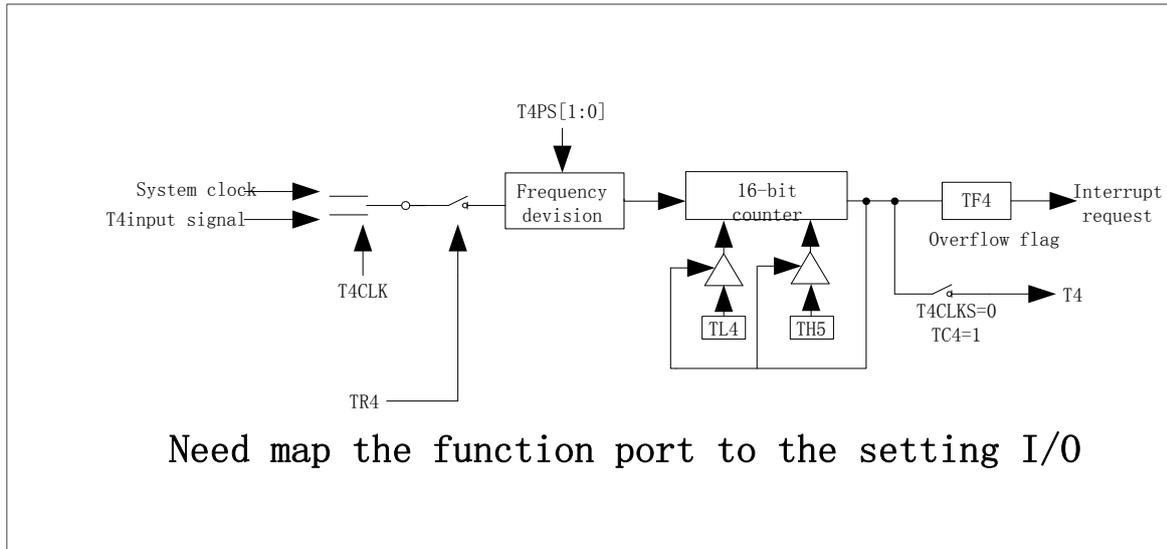 T4PS[1:0]
System clock
T4input signal
Frequency
devision
16-bit
counter
TF4
Interrupt
request
Overflow flag
T4CLK
TL4
TH5
T4
T4CLKS=0
TC4=1
TR4
Need map the function port to the setting I/O